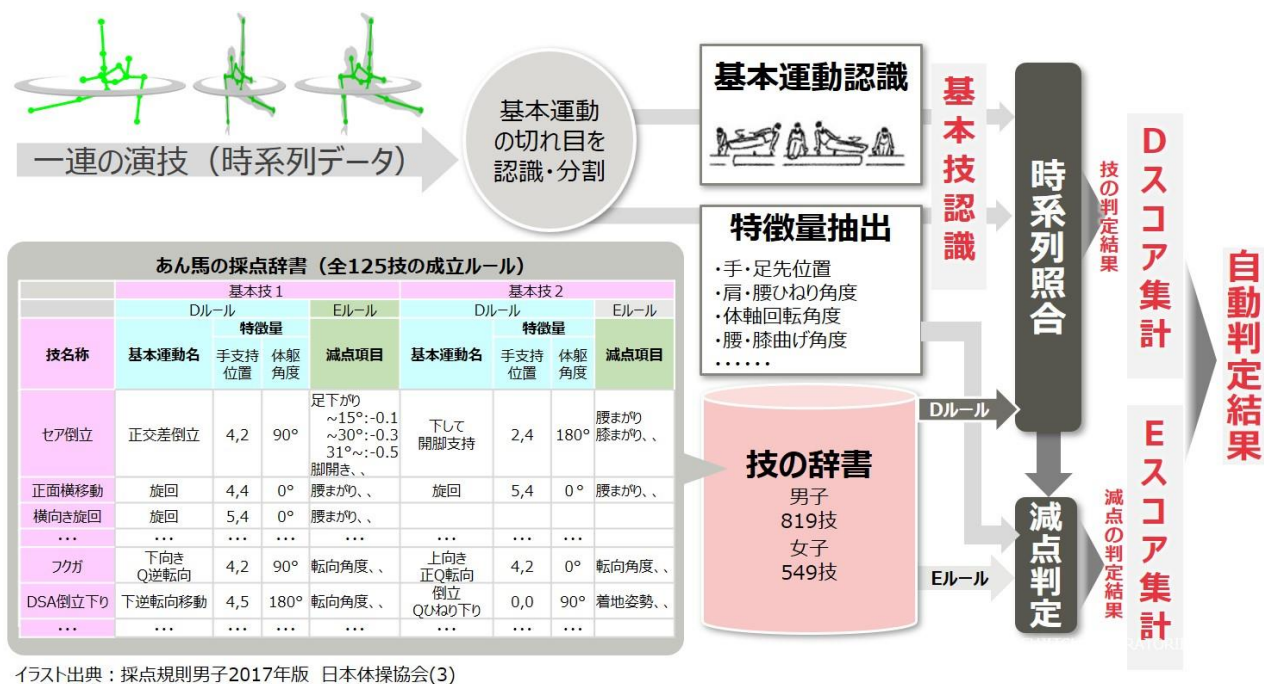 一連の演技（時系列データ）
基本運動
の切れ目を
認識・分割
基本運動認識
特徴量抽出
・手・足先位置
・肩・腰ひねり角度
・体軸回転角度
・腰・膝曲げ角度
・・・・・・
基本技認識
時系列照合
技の判定結果
Dスコア集計
自動判定結果
Dルール
技の辞書
男子
819技
女子
549技
Eルール
減点判定
減点の判定結果
Eスコア集計
あん馬の採点辞書（全125技の成立ルール）
基本技1 基本技2
Dルール Eルール Dルール Eルール
特徴量 特徴量
技名称 基本運動名 手支持位置 体躯角度 減点項目 基本運動名 手支持位置 体躯角度 減点項目
セア倒立 正交差倒立 4,2 90° 足下がり ~15°:-0.1 ~30°:-0.3 31°~:-0.5 脚開き、、 下して開脚支持 2,4 180° 腰まがり 膝まがり、、
正面横移動 旋回 4,4 0° 腰まがり、、 旋回 5,4 0° 腰まがり、、
横向き旋回 旋回 5,4 0° 腰まがり、、
… … … … … … … …
フクガ 下向きQ逆転向 4,2 90° 転向角度、、 上向き正Q転向 4,2 0° 転向角度、、
DSA倒立下り 下逆転向移動 4,5 180° 転向角度、、 倒立Qひねり下り 0,0 90° 着地姿勢、、
… … … … … … … … …
イラスト出典：採点規則男子2017年版 日本体操協会(3)